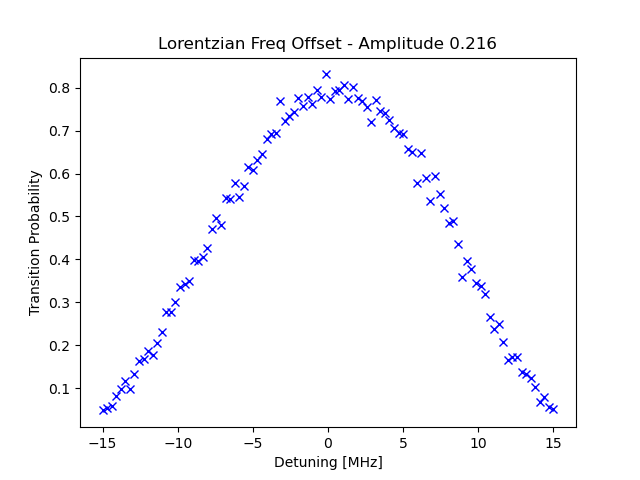 Lorentzian Freq Offset - Amplitude 0.216
Transition Probability
0.8
0.7
0.6
0.5
0.4
0.3
0.2
0.1
−15 −10 −5 0 5 10 15
Detuning [MHz]